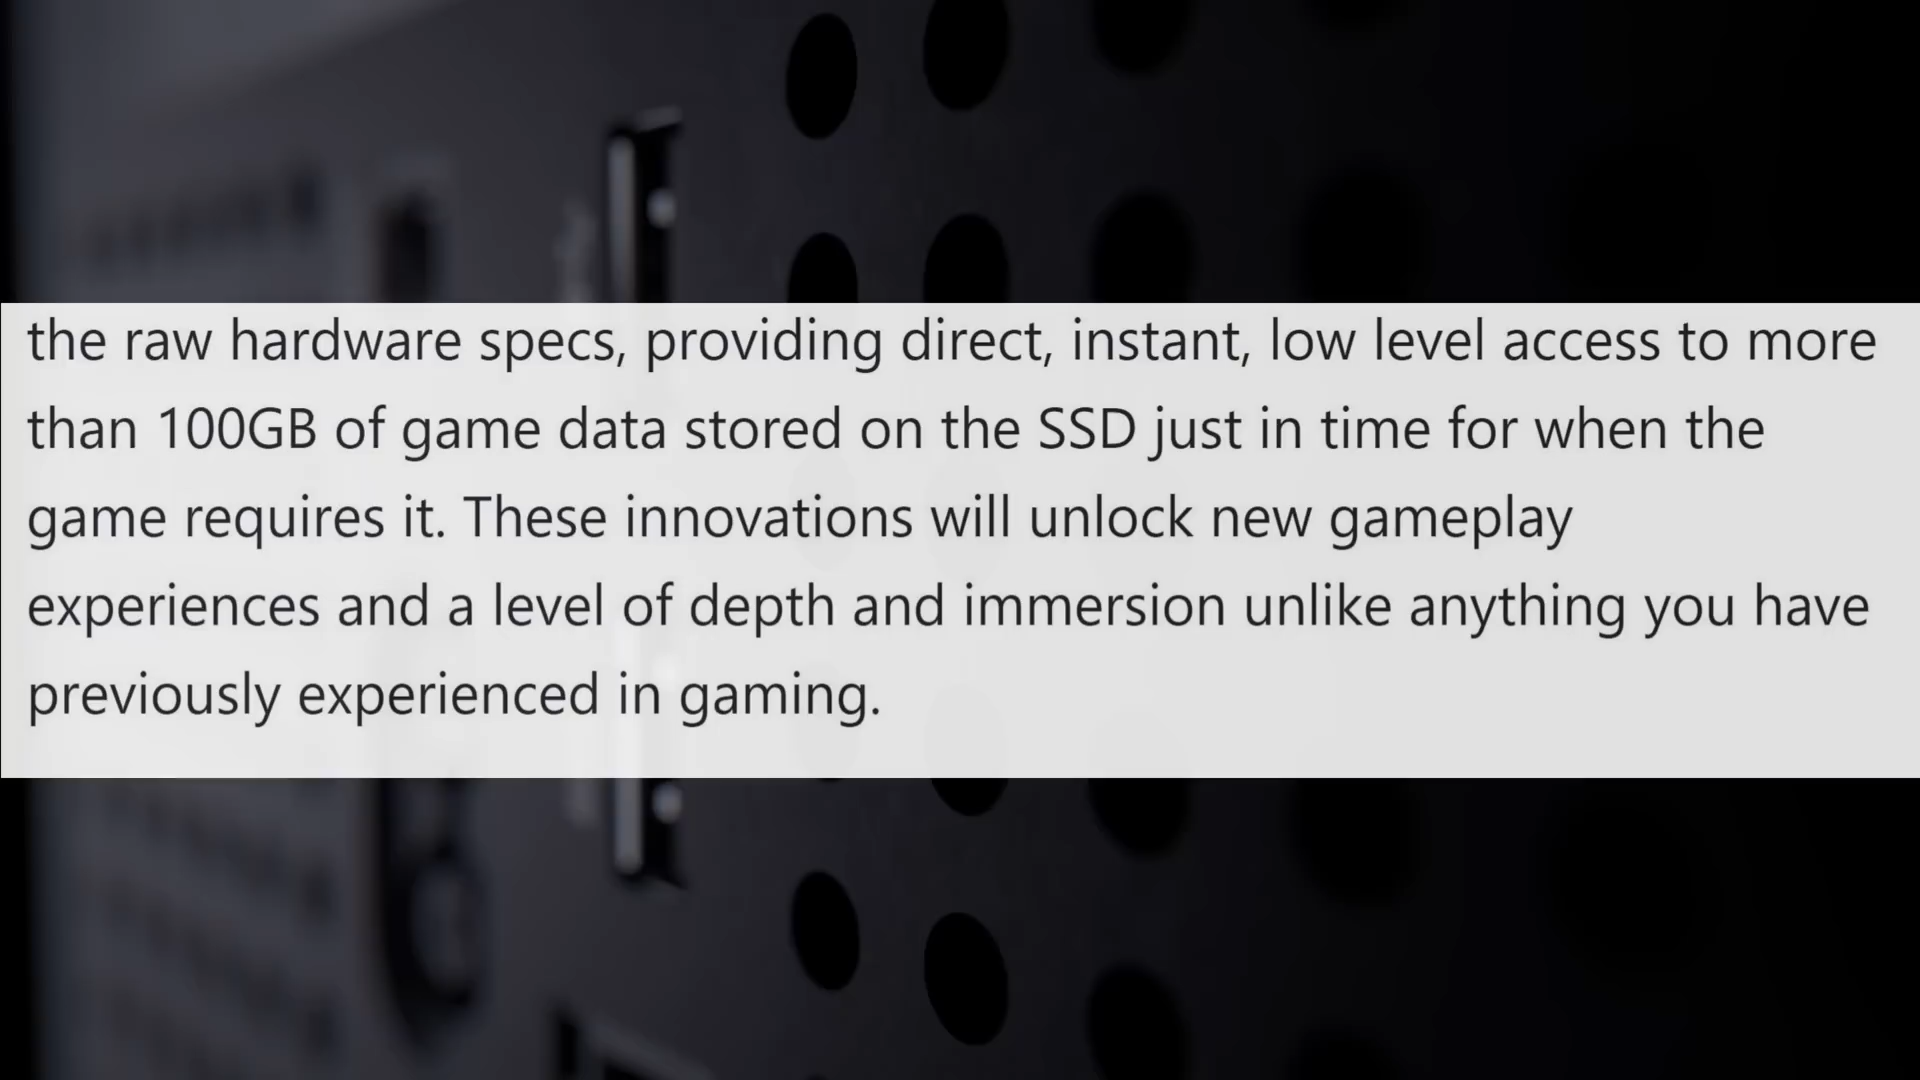 the raw hardware specs, providing direct, instant, low level access to more
than 100GB of game data stored on the SSD just in time for when the
game requires it. These innovations will unlock new gameplay
experiences and a level of depth and immersion unlike anything you have
previously experienced in gaming.